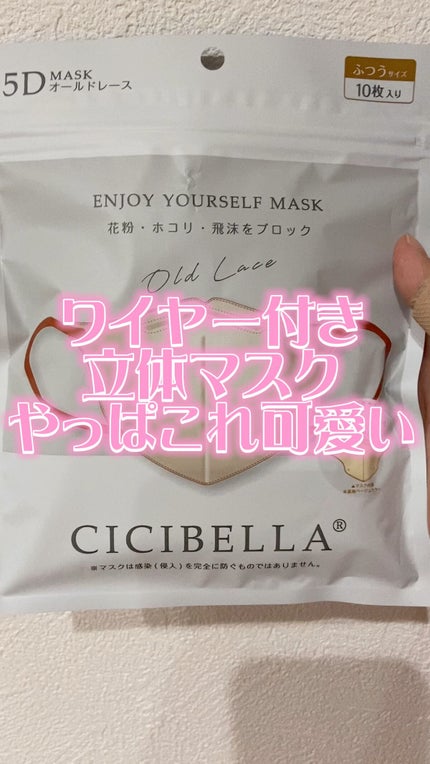 5D MASK
オールドレース
ふつうサイズ
10枚入り
ENJOY YOURSELF MASK
花粉・ホコリ・飛沫をブロック
Old Lace
ワイヤー付き
立体マスク
やっぱこれ可愛い
CICIBELLA®
※マスクは感染(侵入)を完全に防ぐものではありません。